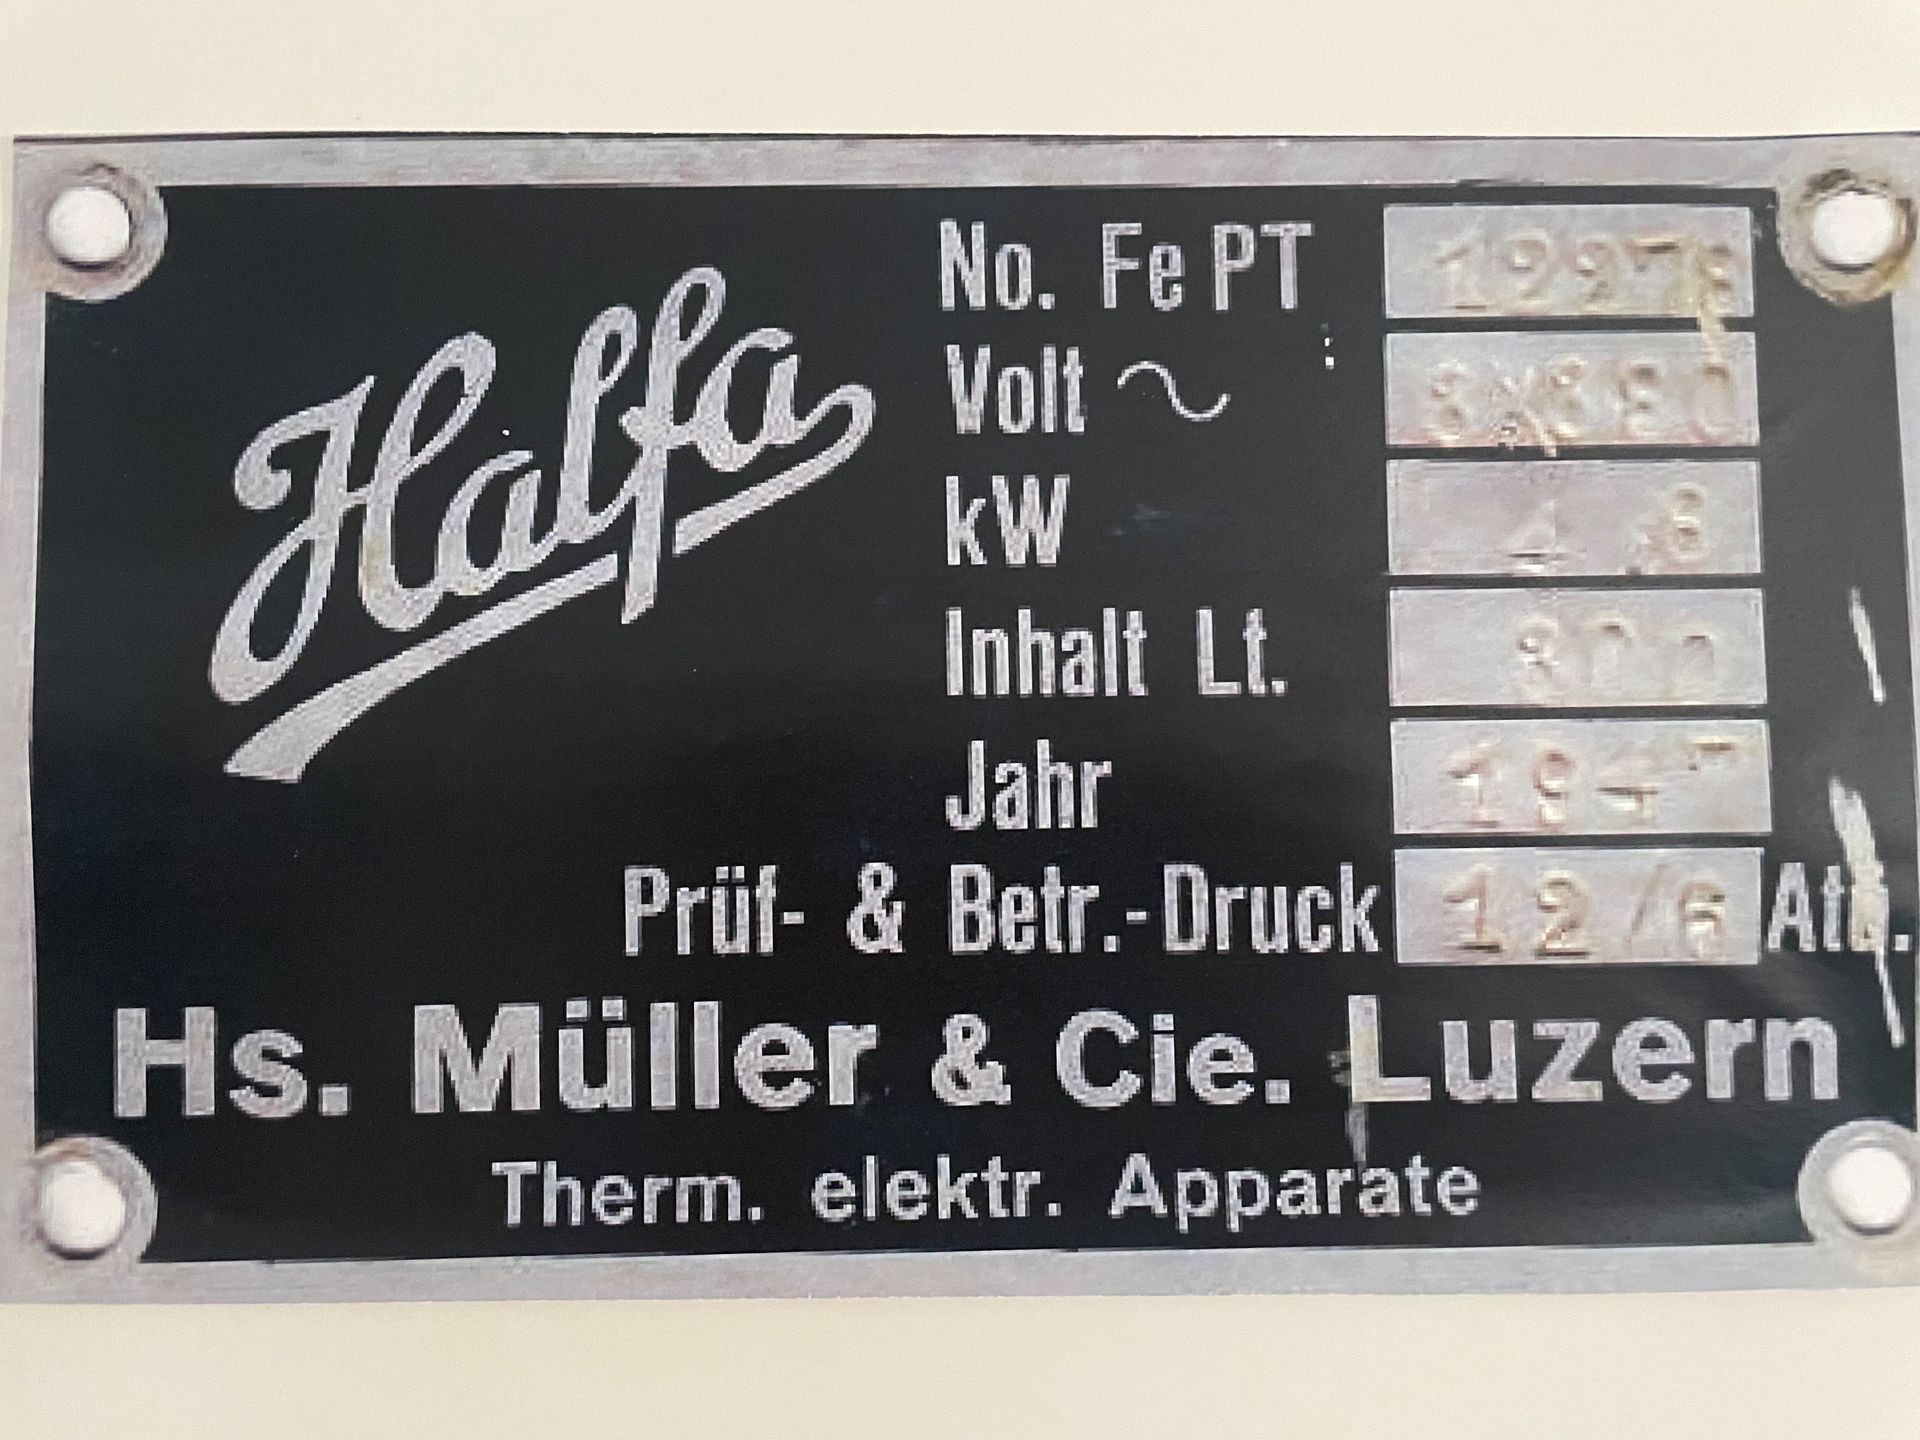 Halfa
No. Fe PT
Volt ~
kW
Inhalt Lt.
Jahr
Prüf- & Betr.-Druck 12/6 Atü.
Hs. Müller & Cie. Luzern
Therm. elektr. Apparate